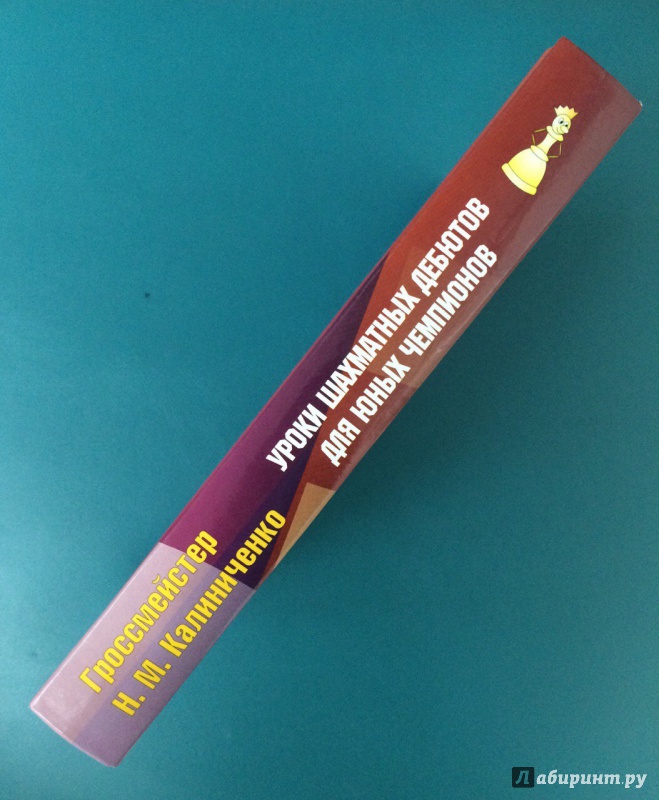 Гроссмейстер
Н. М. Калиниченко
УРОКИ ШАХМАТНЫХ ДЕБЮТОВ
ДЛЯ ЮНЫХ ЧЕМПИОНОВ
Лабиринт.ру